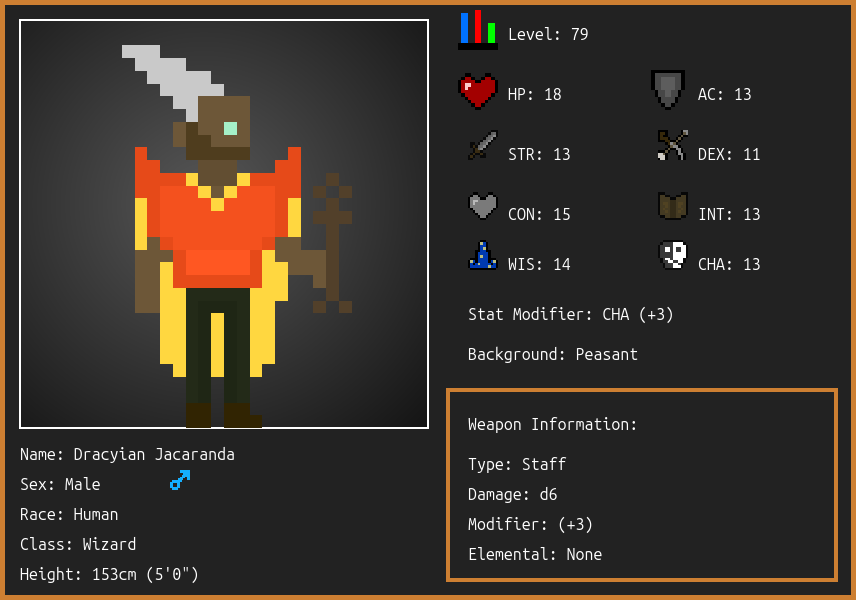 Level: 79
HP: 18
AC: 13
STR: 13
DEX: 11
CON: 15
INT: 13
WIS: 14
CHA: 13
Stat Modifier: CHA (+3)
Background: Peasant
Weapon Information:
Type: Staff
Damage: d6
Modifier: (+3)
Elemental: None
Name: Dracyian Jacaranda
Sex: Male
Race: Human
Class: Wizard
Height: 153cm (5'0")